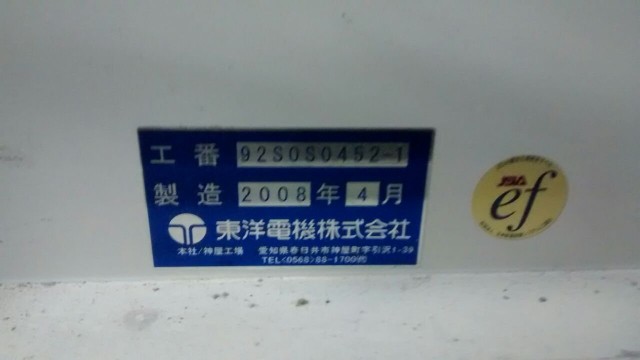 工番 92S0S0452-1
製造 2008年 4月
東洋電機株式会社
本社/神屋工場 愛知県春日井市神屋町字引沢1-39
TEL<0568>88-1700㈹
JSIA
ef